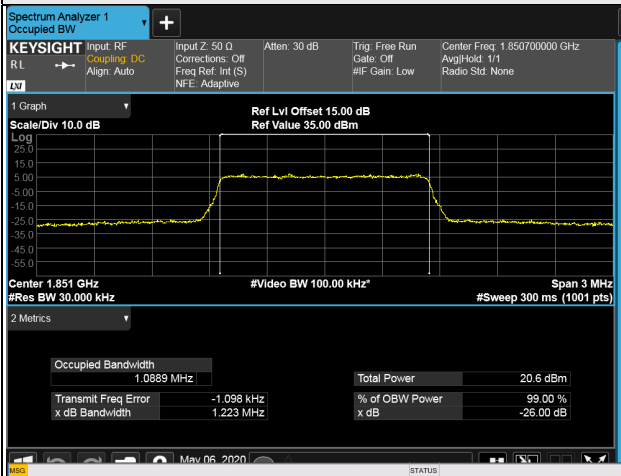 Spectrum Analyzer 1
Occupied BW
KEYSIGHT
RL
LXI
Input: RF
Coupling: DC
Align: Auto
Input Z: 50 Ω
Corrections: Off
Freq Ref: Int (S)
NFE: Adaptive
Atten: 30 dB
Trig: Free Run
Gate: Off
#IF Gain: Low
Center Freq: 1.850700000 GHz
Avg|Hold: 1/1
Radio Std: None
1 Graph
Scale/Div 10.0 dB
Ref Lvl Offset 15.00 dB
Ref Value 35.00 dBm
Log
25.0
15.0
5.00
-5.00
-15.0
-25.0
-35.0
-45.0
-55.0
Center 1.851 GHz
#Video BW 100.00 kHz*
Span 3 MHz
#Res BW 30.000 kHz
#Sweep 300 ms (1001 pts)
2 Metrics
Occupied Bandwidth
1.0889 MHz
Total Power 20.6 dBm
Transmit Freq Error -1.098 kHz
% of OBW Power 99.00 %
x dB Bandwidth 1.223 MHz
x dB -26.00 dB
May 06, 2020
MSG
STATUS